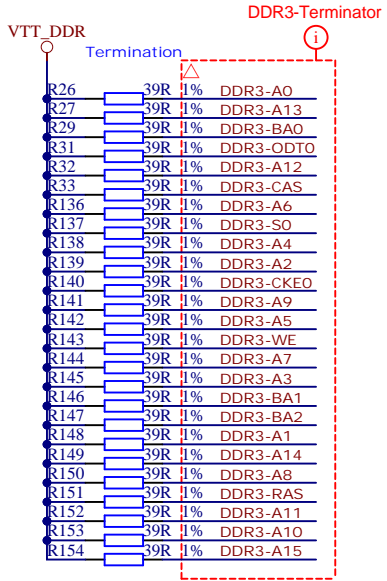 DDR3-Terminator
VTT_DDR
i
Termination
R26 39R 1% DDR3-A0
R27 39R 1% DDR3-A13
R29 39R 1% DDR3-BA0
R31 39R 1% DDR3-ODT0
R32 39R 1% DDR3-A12
R33 39R 1% DDR3-CAS
R136 39R 1% DDR3-A6
R137 39R 1% DDR3-S0
R138 39R 1% DDR3-A4
R139 39R 1% DDR3-A2
R140 39R 1% DDR3-CKE0
R141 39R 1% DDR3-A9
R142 39R 1% DDR3-A5
R143 39R 1% DDR3-WE
R144 39R 1% DDR3-A7
R145 39R 1% DDR3-A3
R146 39R 1% DDR3-BA1
R147 39R 1% DDR3-BA2
R148 39R 1% DDR3-A1
R149 39R 1% DDR3-A14
R150 39R 1% DDR3-A8
R151 39R 1% DDR3-RAS
R152 39R 1% DDR3-A11
R153 39R 1% DDR3-A10
R154 39R 1% DDR3-A15